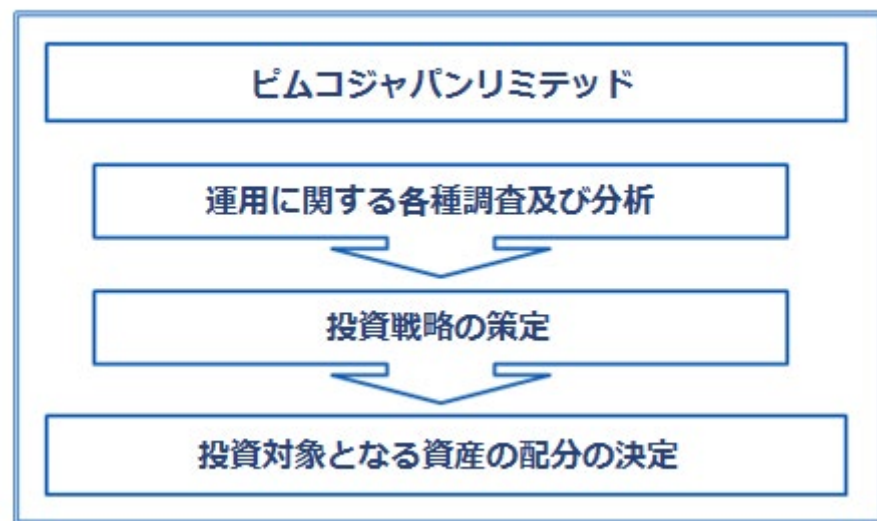 ピムコジャパンリミテッド
運用に関する各種調査及び分析
投資戦略の策定
投資対象となる資産の配分の決定